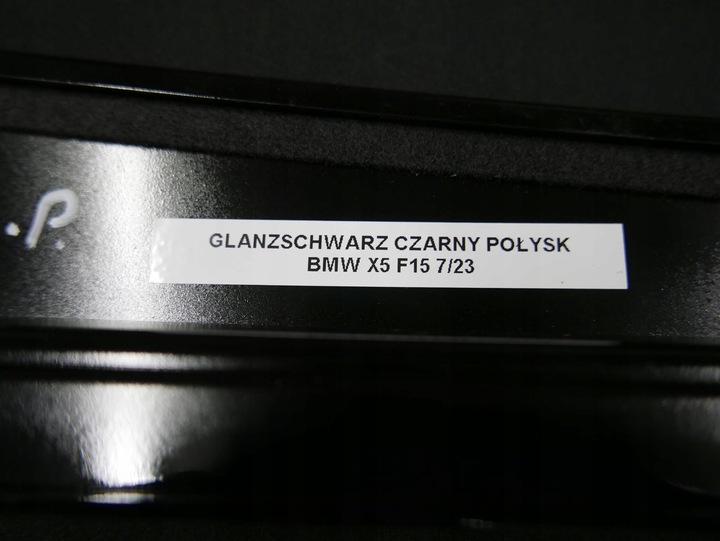 .P.
GLANZSCHWARZ CZARNY POŁYSK
BMW X5 F15 7/23